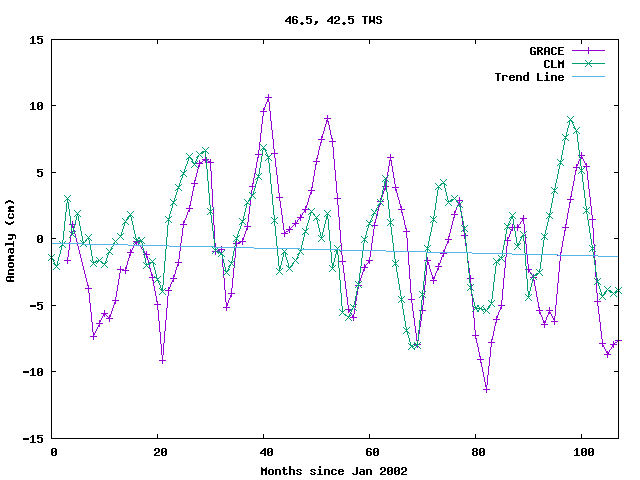 46.5, 42.5 TWS
GRACE
CLM
Trend Line
15
10
5
0
-5
-10
-15
Anomaly (cm)
0 20 40 60 80 100
Months since Jan 2002